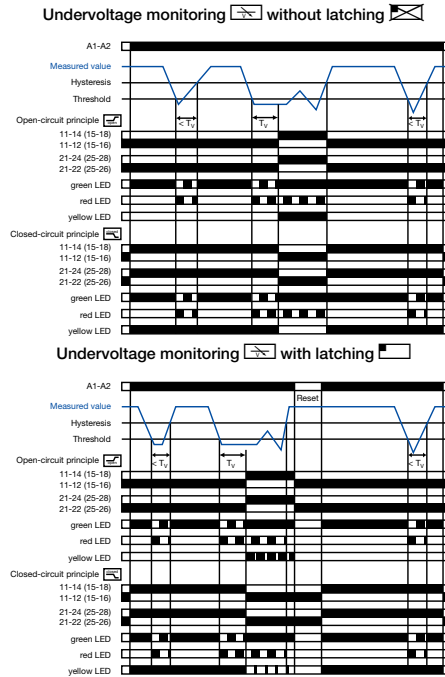 Undervoltage monitoring without latching
A1-A2
Measured value
Hysteresis
Threshold
Open-circuit principle
< Tv
Tv
< Tv
11-14 (15-18)
11-12 (15-16)
21-24 (25-28)
21-22 (25-26)
green LED
red LED
yellow LED
Closed-circuit principle
11-14 (15-18)
11-12 (15-16)
21-24 (25-28)
21-22 (25-26)
green LED
red LED
yellow LED
Undervoltage monitoring with latching
A1-A2
Reset
Measured value
Hysteresis
Threshold
Open-circuit principle
< Tv
Tv
< Tv
11-14 (15-18)
11-12 (15-16)
21-24 (25-28)
21-22 (25-26)
green LED
red LED
yellow LED
Closed-circuit principle
11-14 (15-18)
11-12 (15-16)
21-24 (25-28)
21-22 (25-26)
green LED
red LED
yellow LED